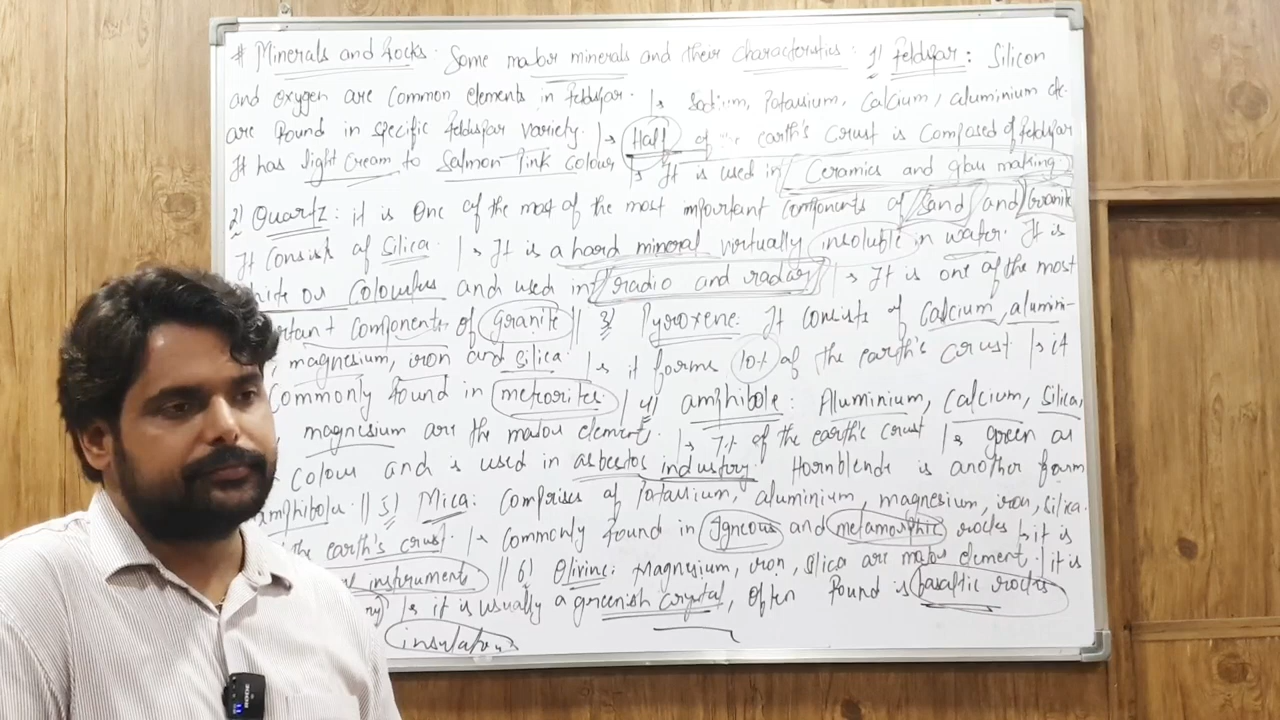 # Minerals and Rocks. Some major minerals and their characteristics: 1) Feldspar: Silicon
and oxygen are common elements in feldspar. |→ Sodium, Potassium, Calcium, aluminium etc.
are found in specific feldspar variety. |→ Half of the earth's crust is composed of feldspar
It has light cream to salmon pink colour |→ It is used in Ceramics and glass making
2) Quartz: it is one of the most of the most important components of sand and Granite
It consist of silica. |→ It is a hard mineral virtually insoluble in water. It is
or colourless and used in radio and radar |→ It is one of the most
components of granite || 3) Pyroxene: It consists of Calcium, alumini-
magnesium, iron and silica. |→ it forms 10% of the earth's crust |→ it
commonly found in meteorites. | 4) amphibole: Aluminium, Calcium, Silica,
magnesium are the major element. |→ 7% of the earth's crust |→ green or
colour and is used in asbestos industry. Hornblende is another form
amphibolu. || 5) Mica: comprises of Potassium, aluminium, magnesium, iron, silica.
the earth's crust. |→ commonly found in Igneous and metamorphic rocks |→ it is
instruments || 6) Olivine: Magnesium, iron, silica are major element. | it is
|→ it is usually a greenish crystal, often found is basaltic rocks
insulators
RODE